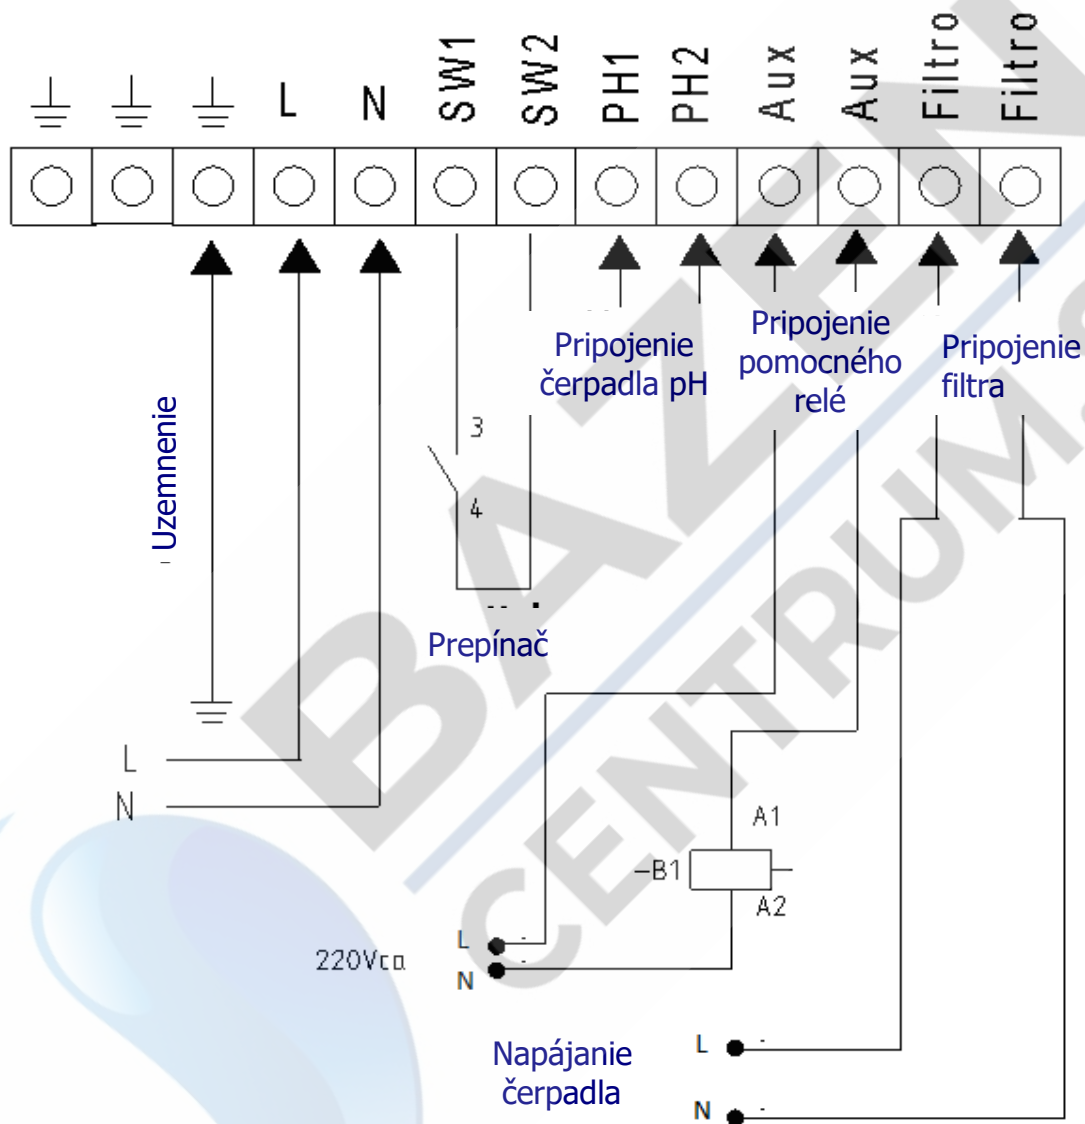 L
N
SW1
SW2
PH1
PH2
Aux
Aux
Filtro
Filtro
Pripojenie
čerpadla pH
Pripojenie
pomocného
relé
Pripojenie
filtra
Uzemnenie
3
4
Prepínač
L
N
A1
-B1
A2
220Vca
L
N
Napájanie
čerpadla
L
N
BAZEN
CENTRUM.